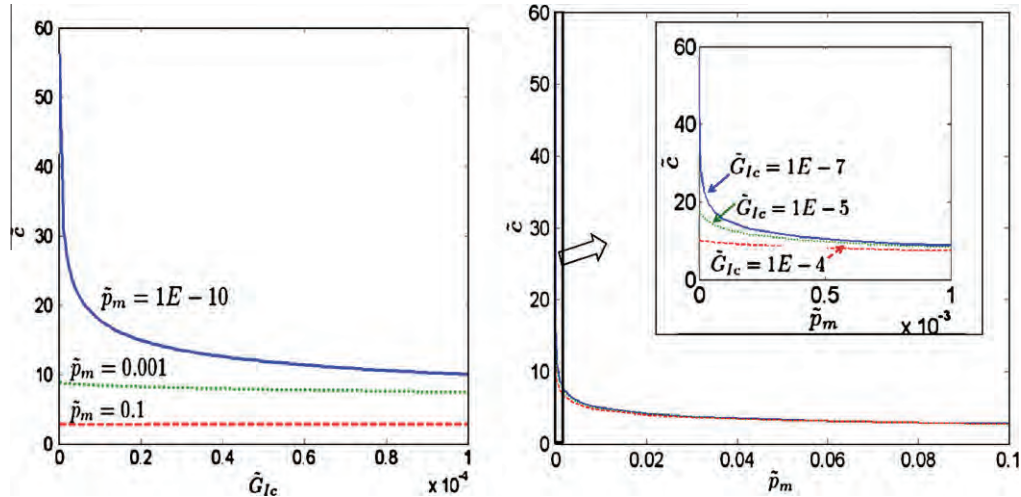 60
50
40
30
20
10
0
c̃
p̃m = 1E − 10
p̃m = 0.001
p̃m = 0.1
0 0.2 0.4 0.6 0.8 1
G̃Ic
x 10-4
60
50
40
30
20
10
0
c̃
0 0.02 0.04 0.06 0.08 0.1
p̃m
60
40
20
0
c̃
G̃Ic = 1E − 7
G̃Ic = 1E − 5
G̃Ic = 1E − 4
0 0.5 1
p̃m
x 10-3